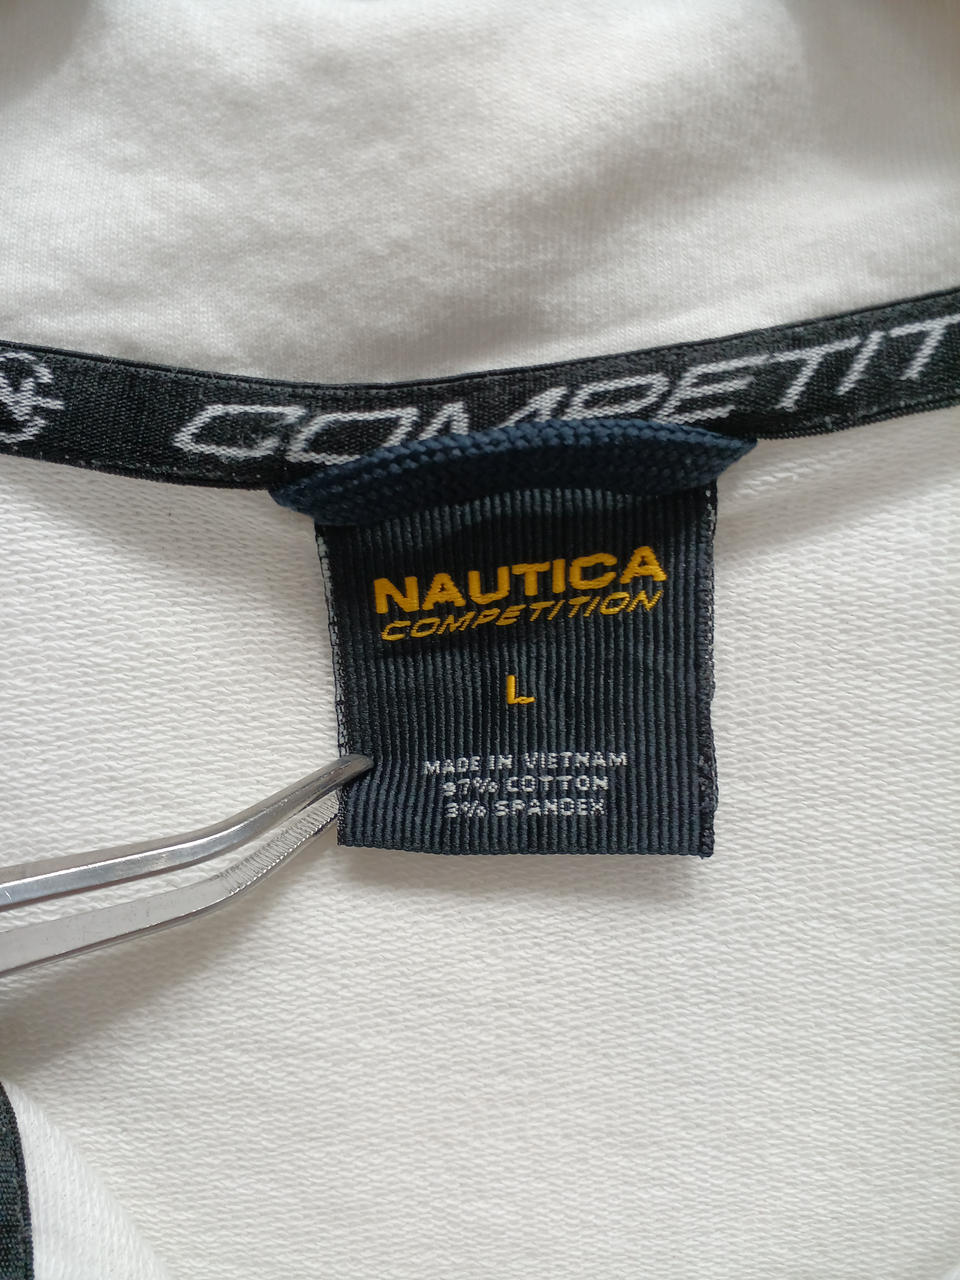 COMPETIT
NAUTICA
COMPETITION
L
MADE IN VIETNAM
97% COTTON
3% SPANDEX